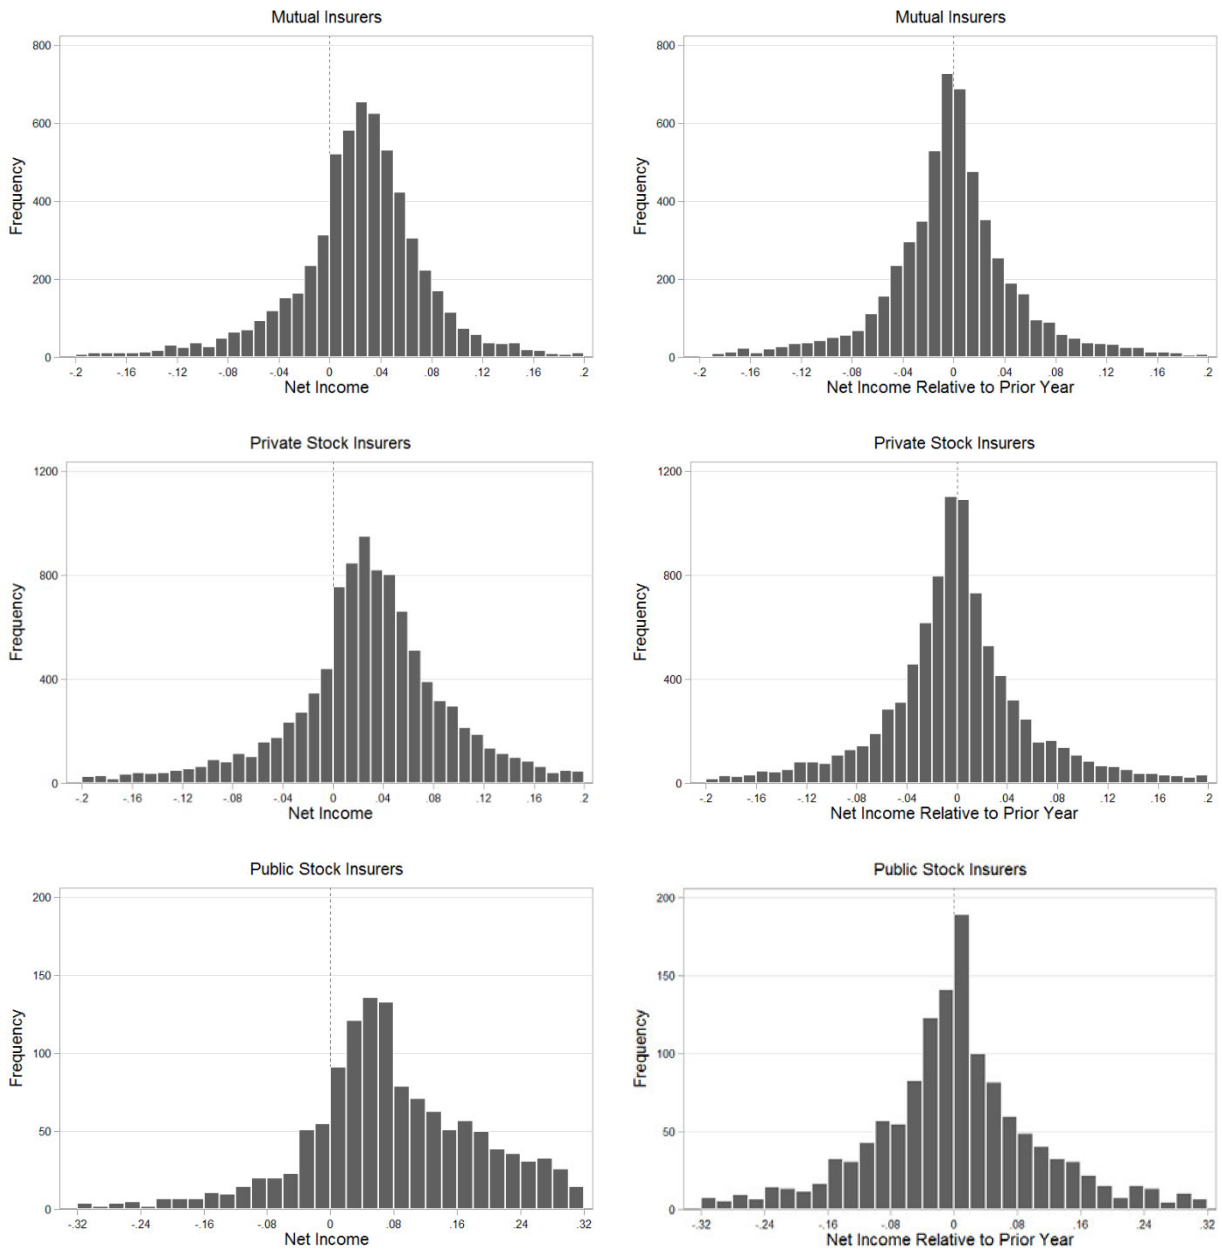 Mutual Insurers
800
600
400
200
0
Frequency
-.2 -.16 -.12 -.08 -.04 0 .04 .08 .12 .16 .2
Net Income
Mutual Insurers
800
600
400
200
0
Frequency
-.2 -.16 -.12 -.08 -.04 0 .04 .08 .12 .16 .2
Net Income Relative to Prior Year
Private Stock Insurers
1200
800
400
0
Frequency
-.2 -.16 -.12 -.08 -.04 0 .04 .08 .12 .16 .2
Net Income
Private Stock Insurers
1200
800
400
0
Frequency
-.2 -.16 -.12 -.08 -.04 0 .04 .08 .12 .16 .2
Net Income Relative to Prior Year
Public Stock Insurers
200
150
100
50
0
Frequency
-.32 -.24 -.16 -.08 0 .08 .16 .24 .32
Net Income
Public Stock Insurers
200
150
100
50
0
Frequency
-.32 -.24 -.16 -.08 0 .08 .16 .24 .32
Net Income Relative to Prior Year